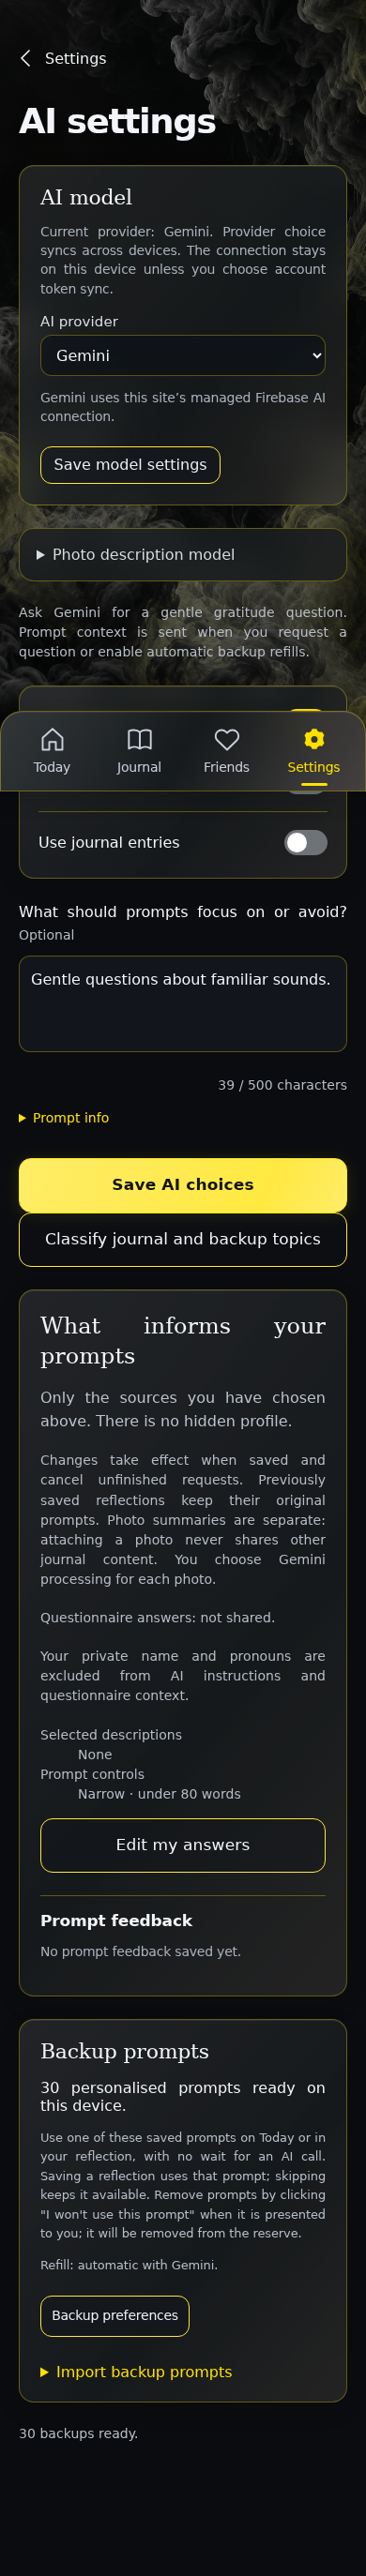 Settings
AI settings
AI model
Current provider: Gemini. Provider choice
syncs across devices. The connection stays
on this device unless you choose account
token sync.
AI provider
Gemini
Gemini uses this site’s managed Firebase AI
connection.
Save model settings
Photo description model
Ask Gemini for a gentle gratitude question.
Prompt context is sent when you request a
question or enable automatic backup refills.
Today
Journal
Friends
Settings
Use journal entries
What should prompts focus on or avoid?
Optional
Gentle questions about familiar sounds.
39 / 500 characters
Prompt info
Save AI choices
Classify journal and backup topics
What informs your
prompts
Only the sources you have chosen
above. There is no hidden profile.
Changes take effect when saved and
cancel unfinished requests. Previously
saved reflections keep their original
prompts. Photo summaries are separate:
attaching a photo never shares other
journal content. You choose Gemini
processing for each photo.
Questionnaire answers: not shared.
Your private name and pronouns are
excluded from AI instructions and
questionnaire context.
Selected descriptions
None
Prompt controls
Narrow · under 80 words
Edit my answers
Prompt feedback
No prompt feedback saved yet.
Backup prompts
30 personalised prompts ready on
this device.
Use one of these saved prompts on Today or in
your reflection, with no wait for an AI call.
Saving a reflection uses that prompt; skipping
keeps it available. Remove prompts by clicking
"I won't use this prompt" when it is presented
to you; it will be removed from the reserve.
Refill: automatic with Gemini.
Backup preferences
Import backup prompts
30 backups ready.